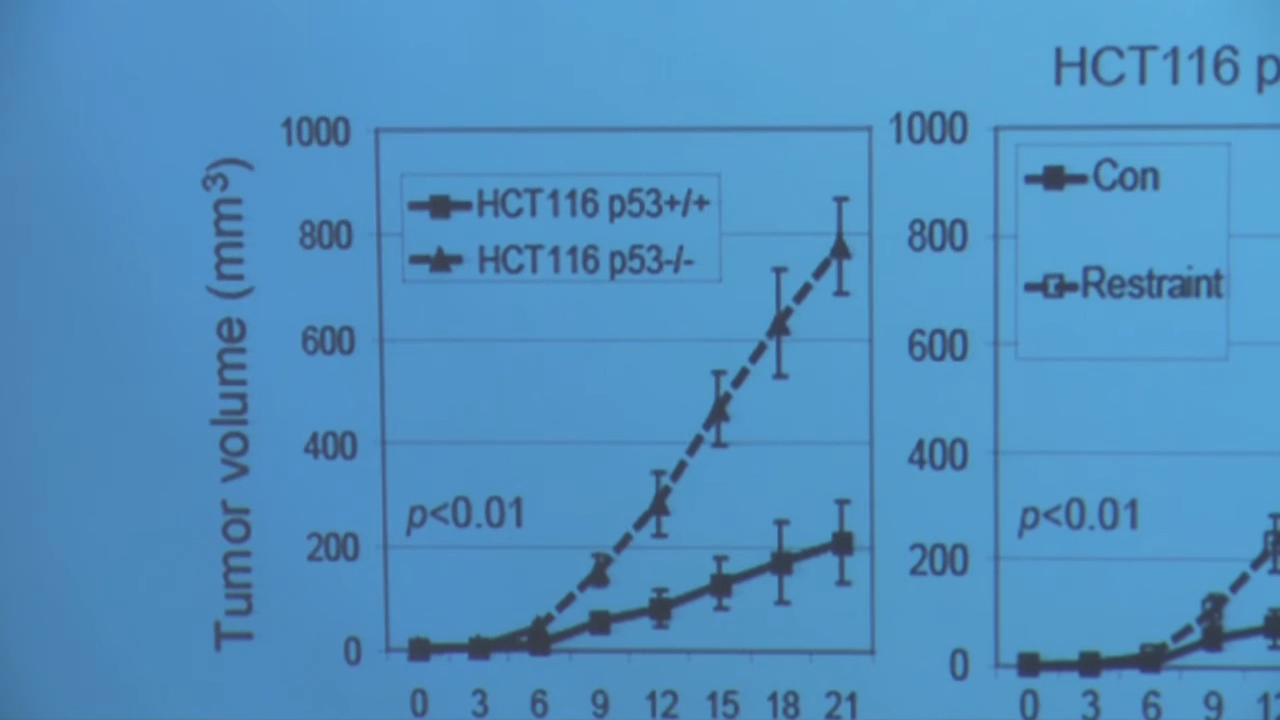 HCT116 p
Tumor volume (mm³)
1000
800
600
400
200
0
HCT116 p53+/+
HCT116 p53-/-
p<0.01
0 3 6 9 12 15 18 21
1000
800
600
400
200
0
Con
Restraint
p<0.01
0 3 6 9